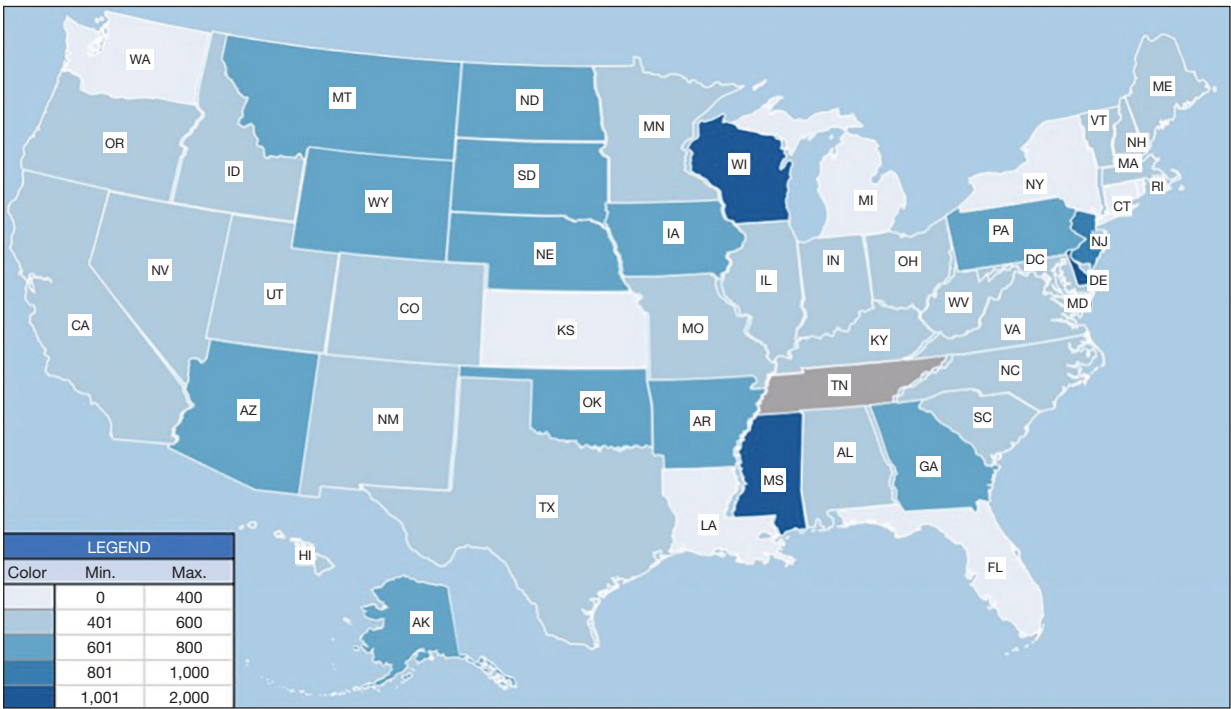 WA
MT
ND
MN
ME
VT
NH
OR
ID
SD
WI
MA
NY
RI
MI
WY
CT
IA
PA
NJ
NE
DC
NV
IN
OH
DE
IL
UT
WV
MD
CO
CA
KS
MO
VA
KY
NC
TN
AZ
OK
NM
AR
SC
AL
GA
MS
TX
LA
HI
FL
AK
LEGEND
Color Min. Max.
0 400
401 600
601 800
801 1,000
1,001 2,000